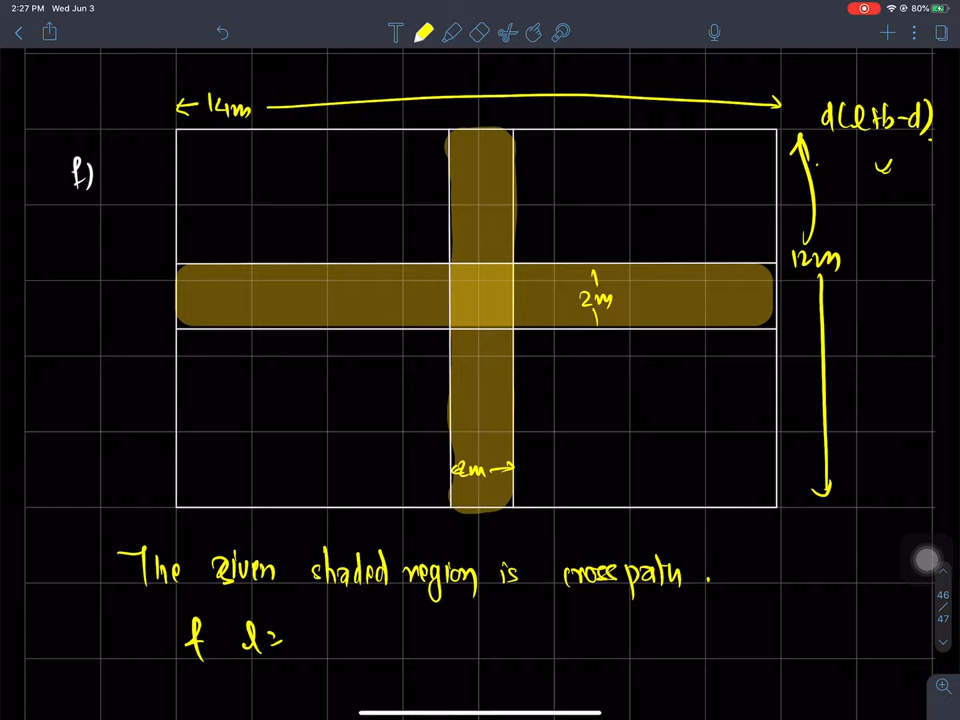 2:27 PM Wed Jun 3
80%
T
14m
d(l+b-d)
f)
12m
2m
2m
The given shaded region is cross path.
f l=
46
/
47